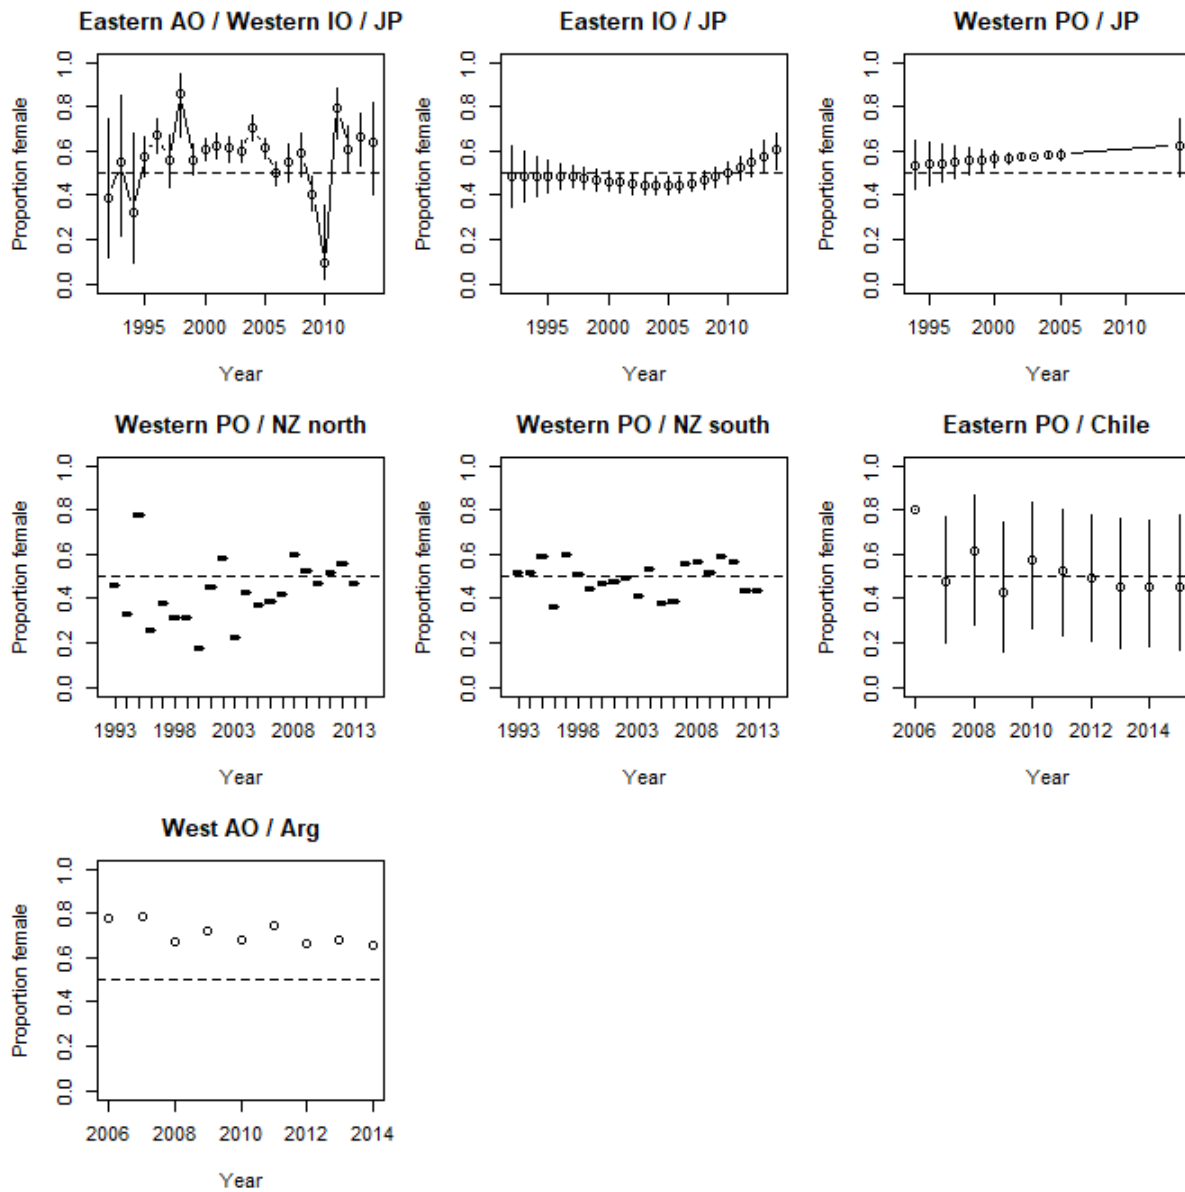 Eastern AO / Western IO / JP
Eastern IO / JP
Western PO / JP
Proportion female
0.0 0.2 0.4 0.6 0.8 1.0
1995 2000 2005 2010
Year
Proportion female
0.0 0.2 0.4 0.6 0.8 1.0
1995 2000 2005 2010
Year
Proportion female
0.0 0.2 0.4 0.6 0.8 1.0
1995 2000 2005 2010
Year
Western PO / NZ north
Western PO / NZ south
Eastern PO / Chile
Proportion female
0.0 0.2 0.4 0.6 0.8 1.0
1993 1998 2003 2008 2013
Year
Proportion female
0.0 0.2 0.4 0.6 0.8 1.0
1993 1998 2003 2008 2013
Year
Proportion female
0.0 0.2 0.4 0.6 0.8 1.0
2006 2008 2010 2012 2014
Year
West AO / Arg
Proportion female
0.0 0.2 0.4 0.6 0.8 1.0
2006 2008 2010 2012 2014
Year